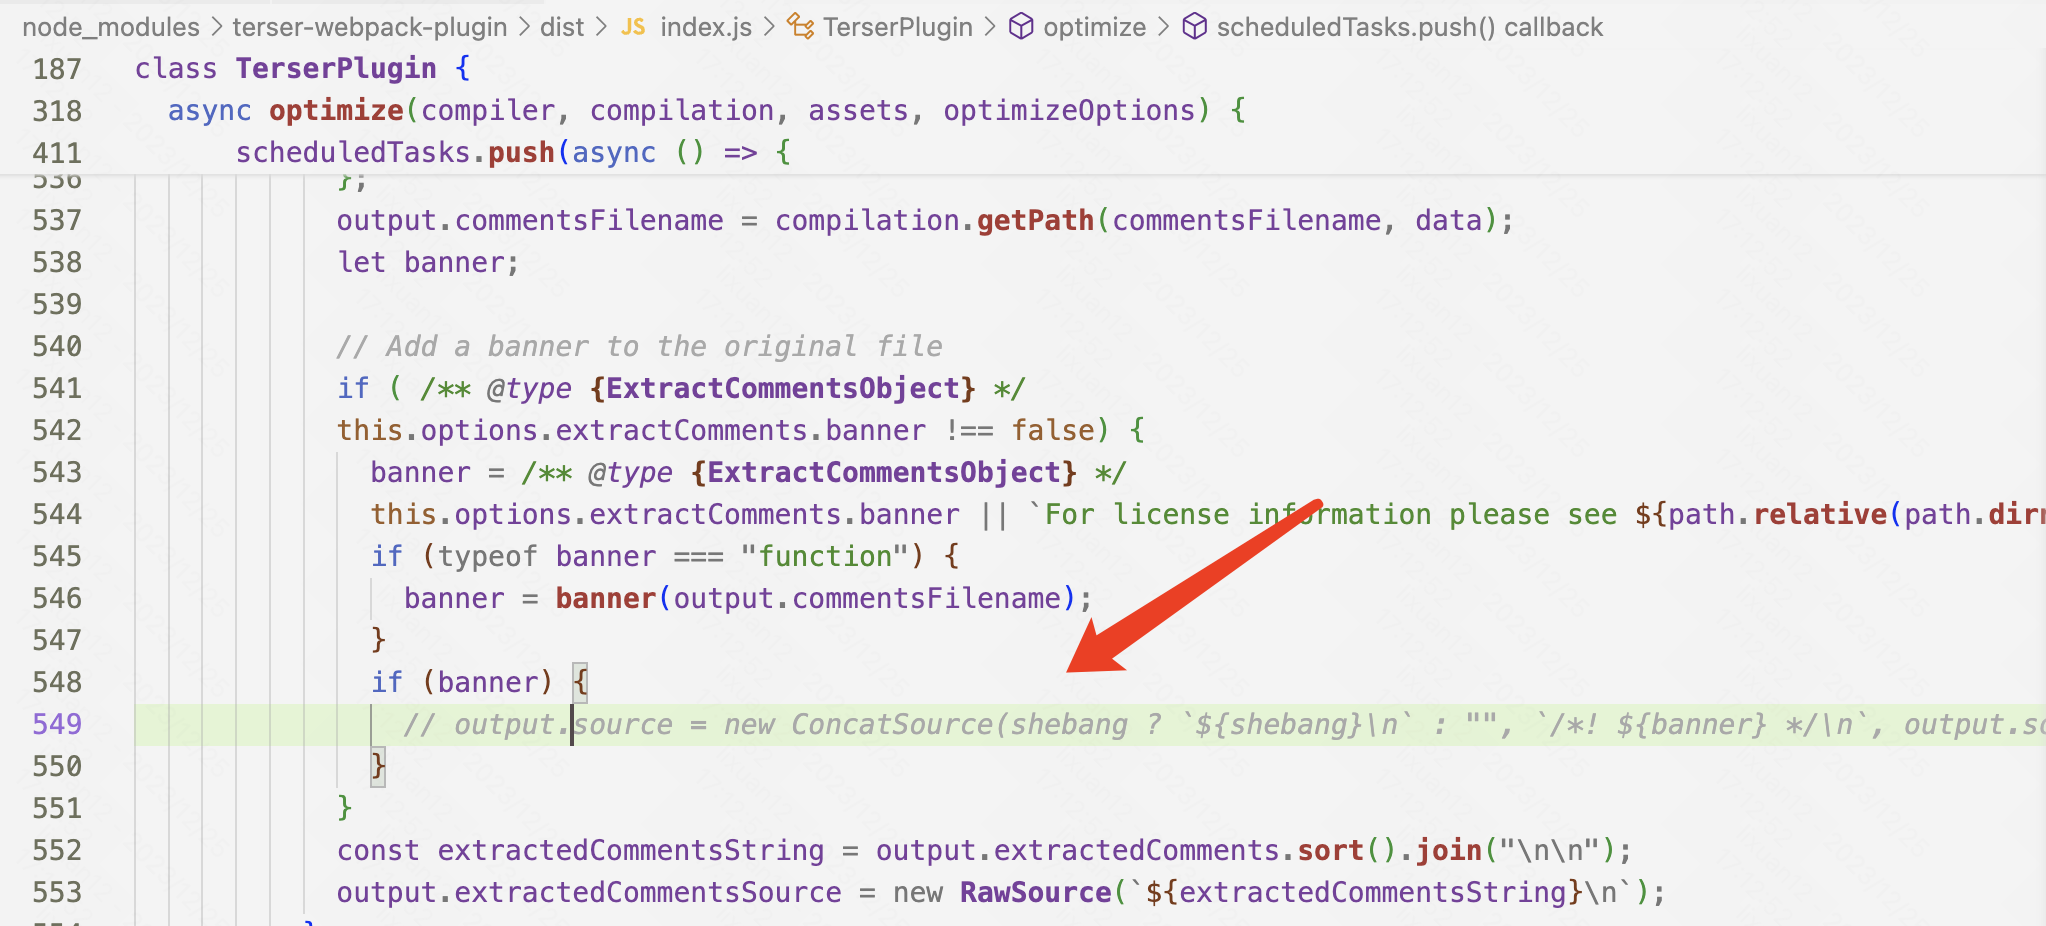 node_modules > terser-webpack-plugin > dist > JS index.js > TerserPlugin > optimize > scheduledTasks.push() callback
187 class TerserPlugin {
318 async optimize(compiler, compilation, assets, optimizeOptions) {
411 scheduledTasks.push(async () => {
536 };
537 output.commentsFilename = compilation.getPath(commentsFilename, data);
538 let banner;
539
540 // Add a banner to the original file
541 if ( /** @type {ExtractCommentsObject} */
542 this.options.extractComments.banner !== false) {
543 banner = /** @type {ExtractCommentsObject} */
544 this.options.extractComments.banner || `For license information please see ${path.relative(path.dirn
545 if (typeof banner === "function") {
546 banner = banner(output.commentsFilename);
547 }
548 if (banner) {
549 // output.source = new ConcatSource(shebang ? `${shebang}\n` : "", `/*! ${banner} */\n`, output.so
550 }
551 }
552 const extractedCommentsString = output.extractedComments.sort().join("\n\n");
553 output.extractedCommentsSource = new RawSource(`${extractedCommentsString}\n`);